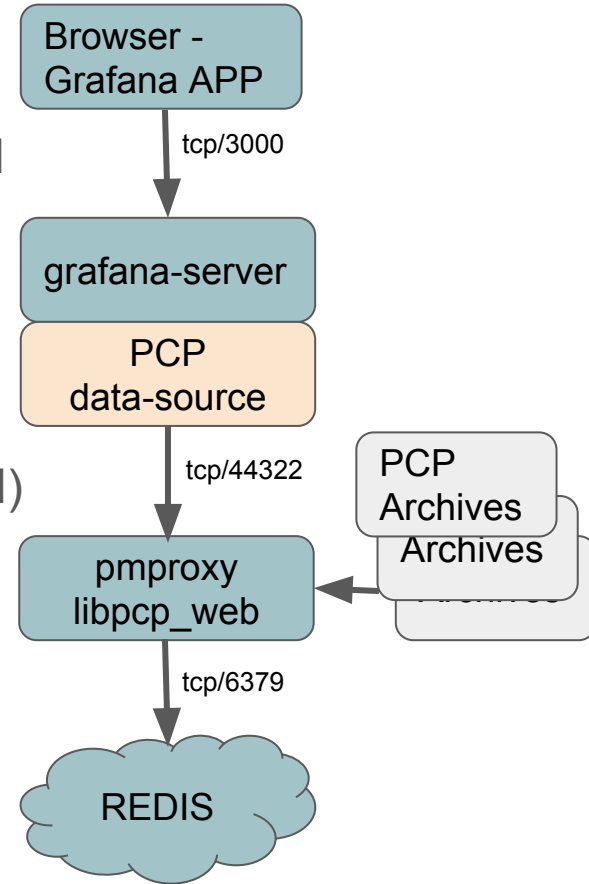 Browser -
Grafana APP
tcp/3000
grafana-server
PCP
data-source
tcp/44322
)
PCP
Archives
Archives
pmproxy
libpcp_web
tcp/6379
REDIS